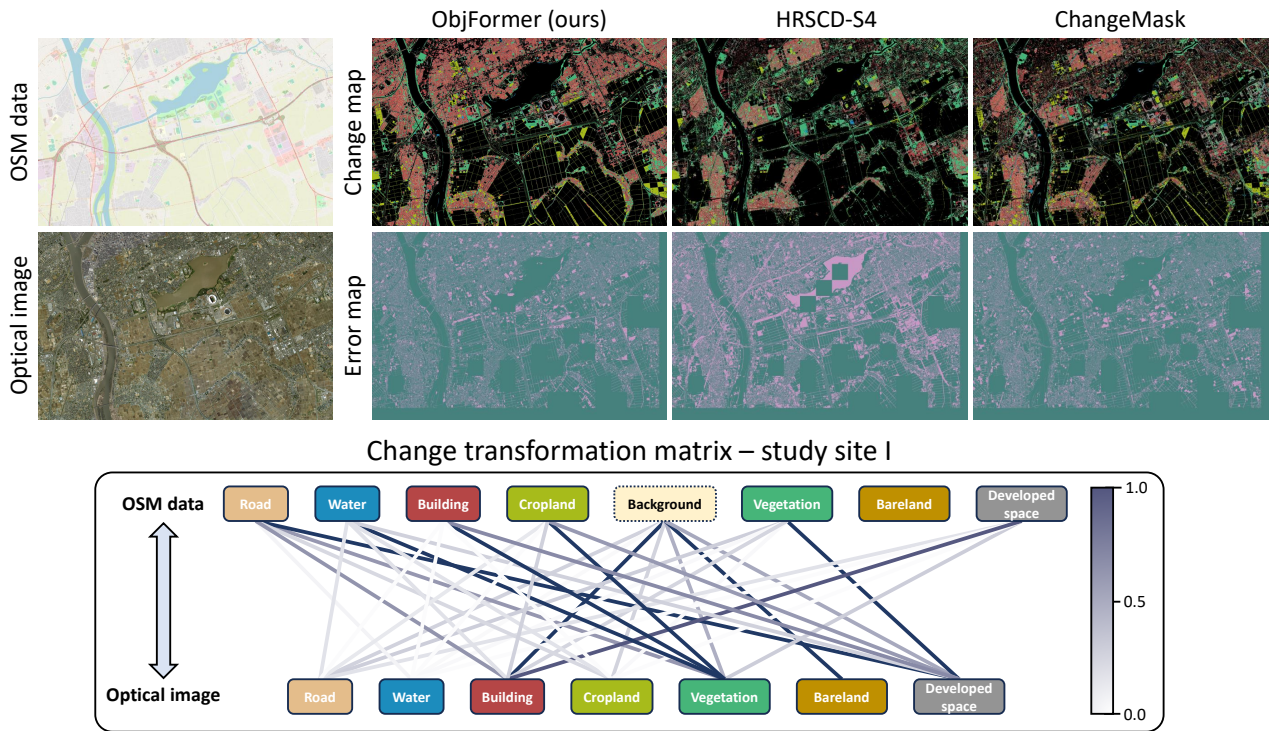 ObjFormer (ours)
HRSCD-S4
ChangeMask
OSM data
Change map
Optical image
Error map
Change transformation matrix – study site I
OSM data
Road
Water
Building
Cropland
Background
Vegetation
Bareland
Developed
space
1.0
0.5
0.0
Optical image
Road
Water
Building
Cropland
Vegetation
Bareland
Developed
space